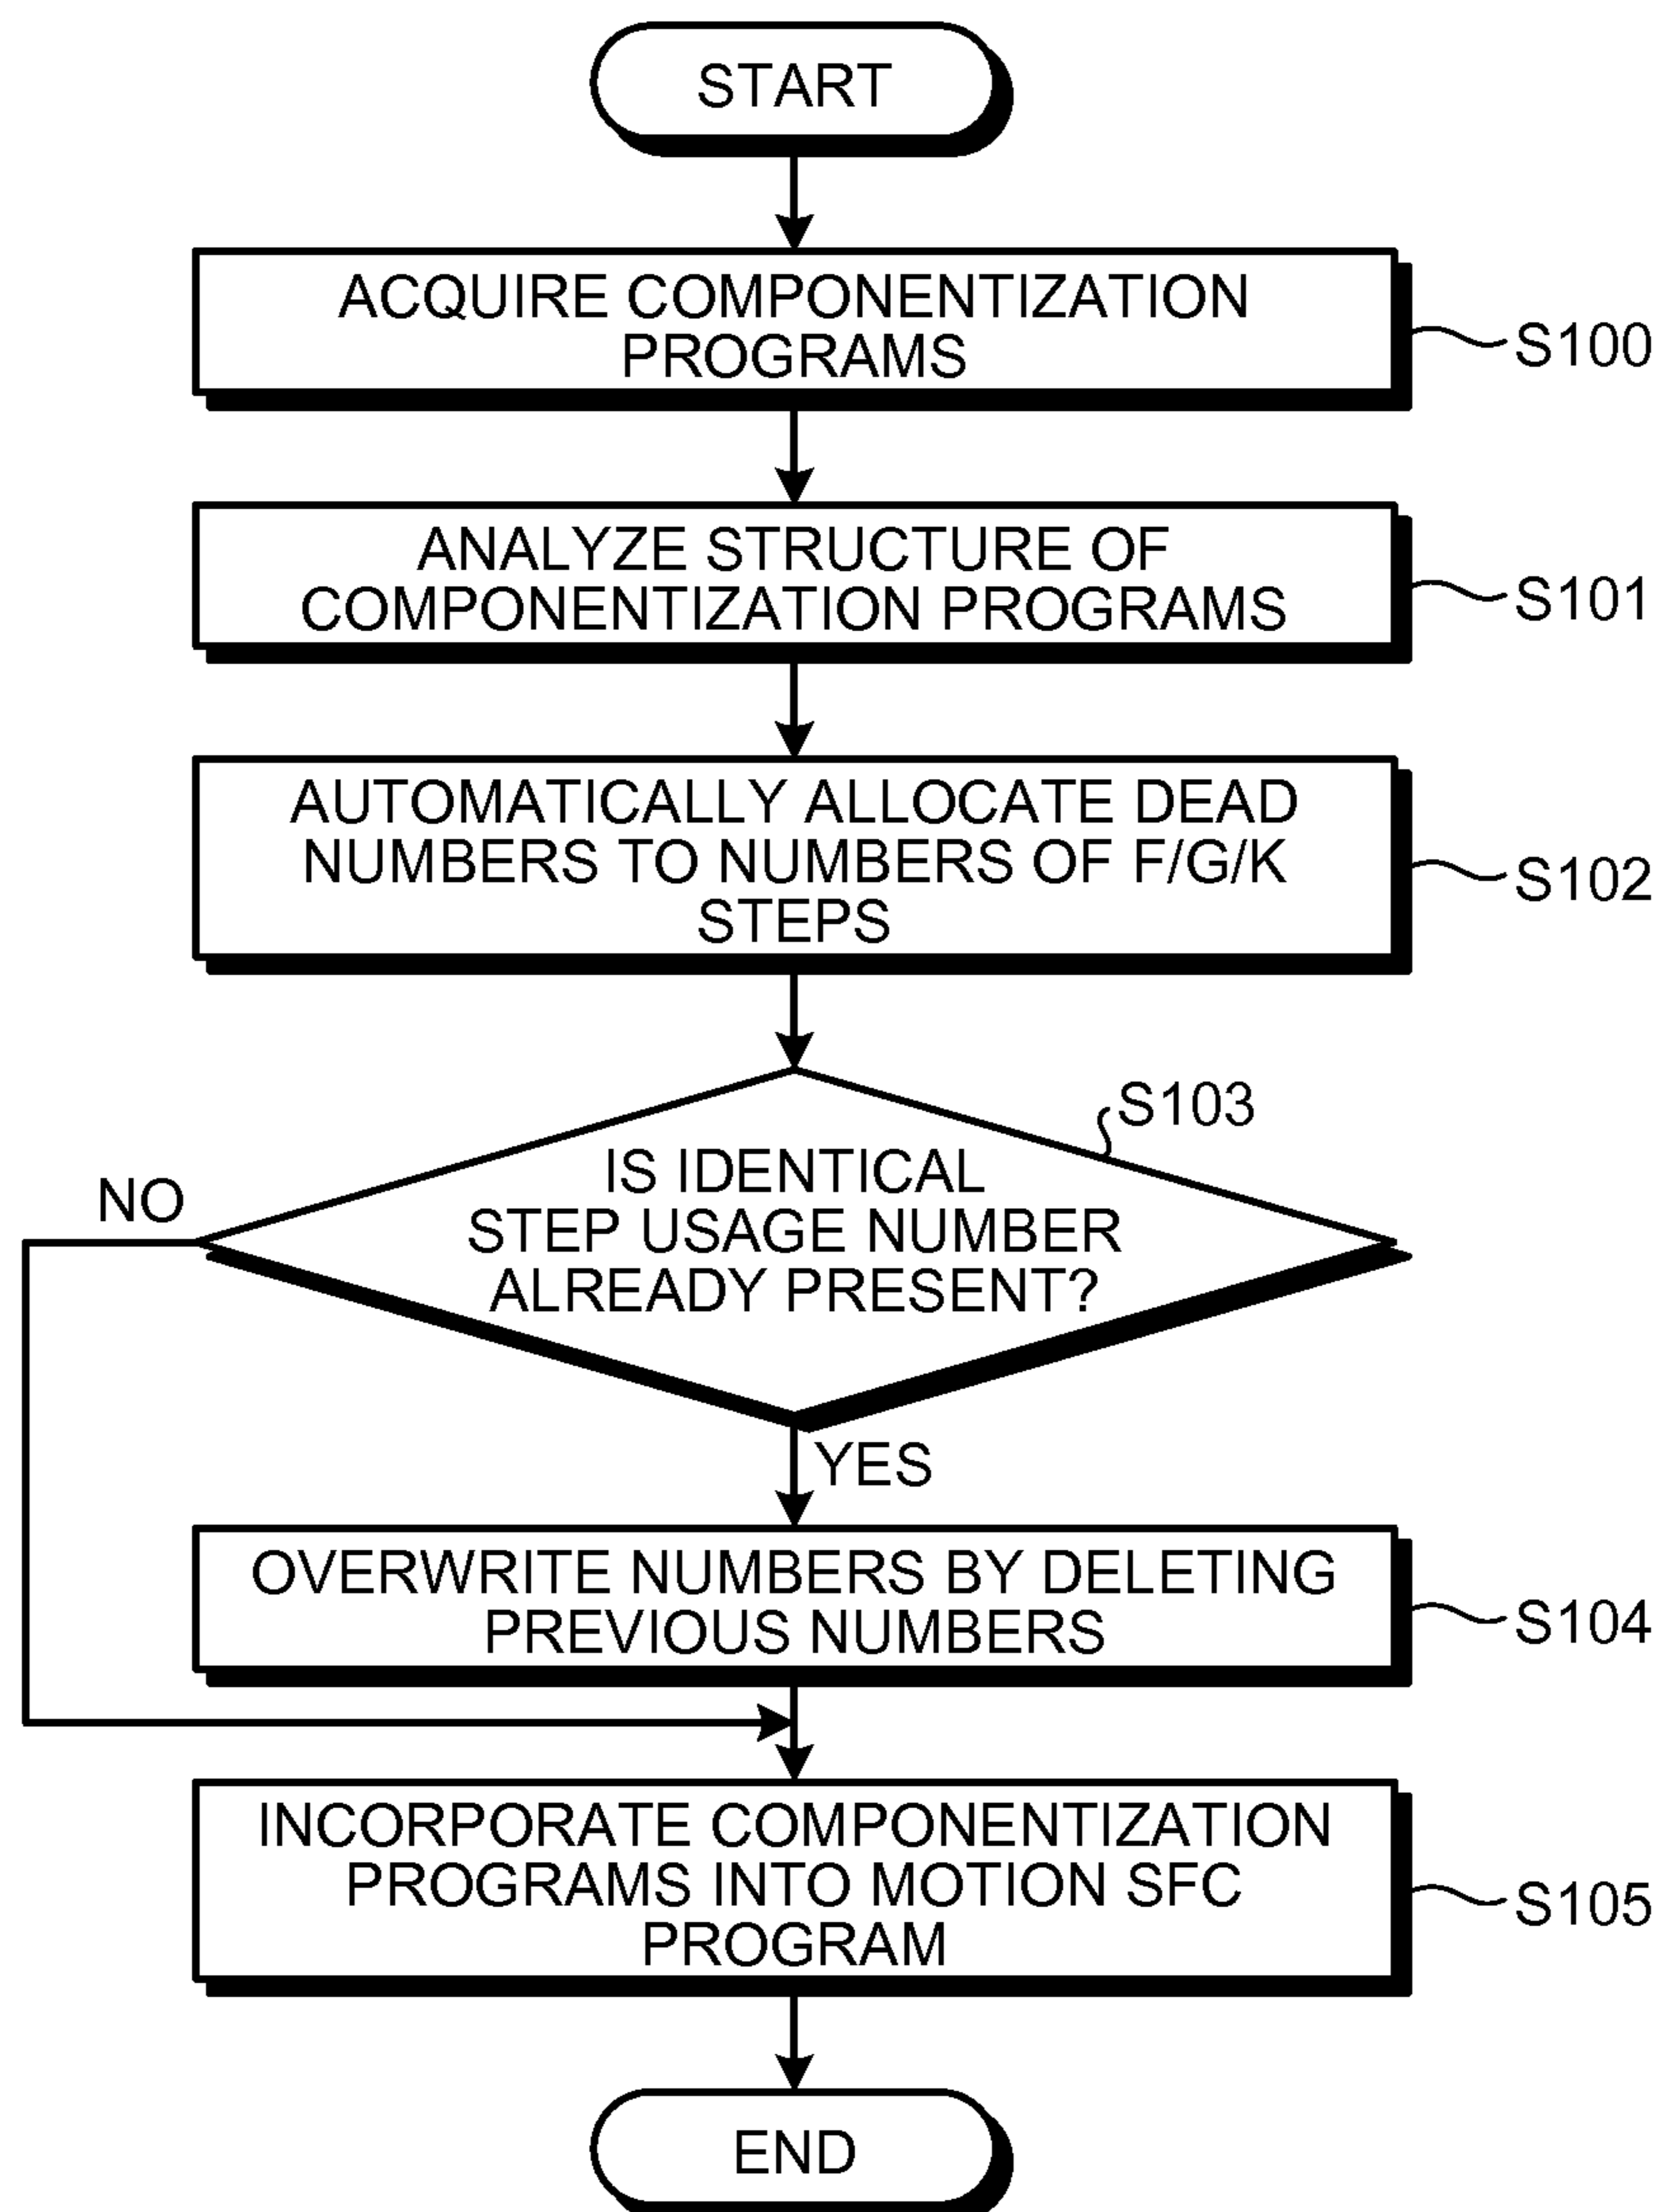 START
ACQUIRE COMPONENTIZATION
PROGRAMS
S100
ANALYZE STRUCTURE OF
COMPONENTIZATION PROGRAMS
S101
AUTOMATICALLY ALLOCATE DEAD
NUMBERS TO NUMBERS OF F/G/K
STEPS
S102
S103
IS IDENTICAL
STEP USAGE NUMBER
ALREADY PRESENT?
NO
YES
OVERWRITE NUMBERS BY DELETING
PREVIOUS NUMBERS
S104
INCORPORATE COMPONENTIZATION
PROGRAMS INTO MOTION SFC
PROGRAM
S105
END